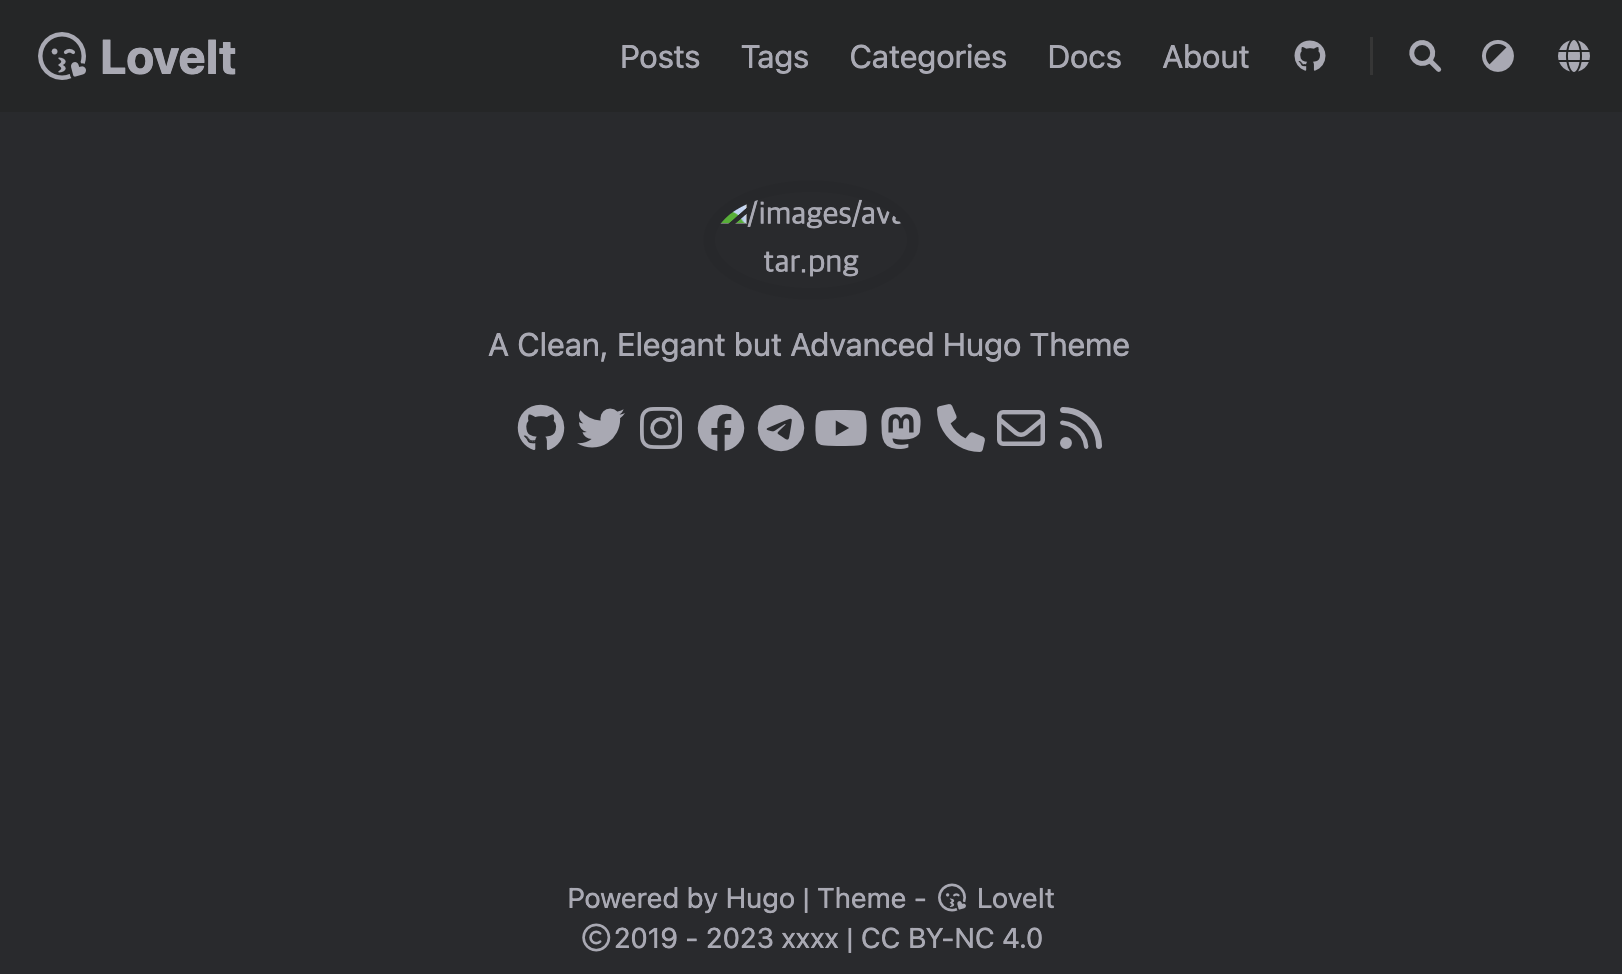 LoveIt
Posts Tags Categories Docs About
/images/ava
tar.png
A Clean, Elegant but Advanced Hugo Theme
Powered by Hugo | Theme - LoveIt
©2019 - 2023 xxxx | CC BY-NC 4.0